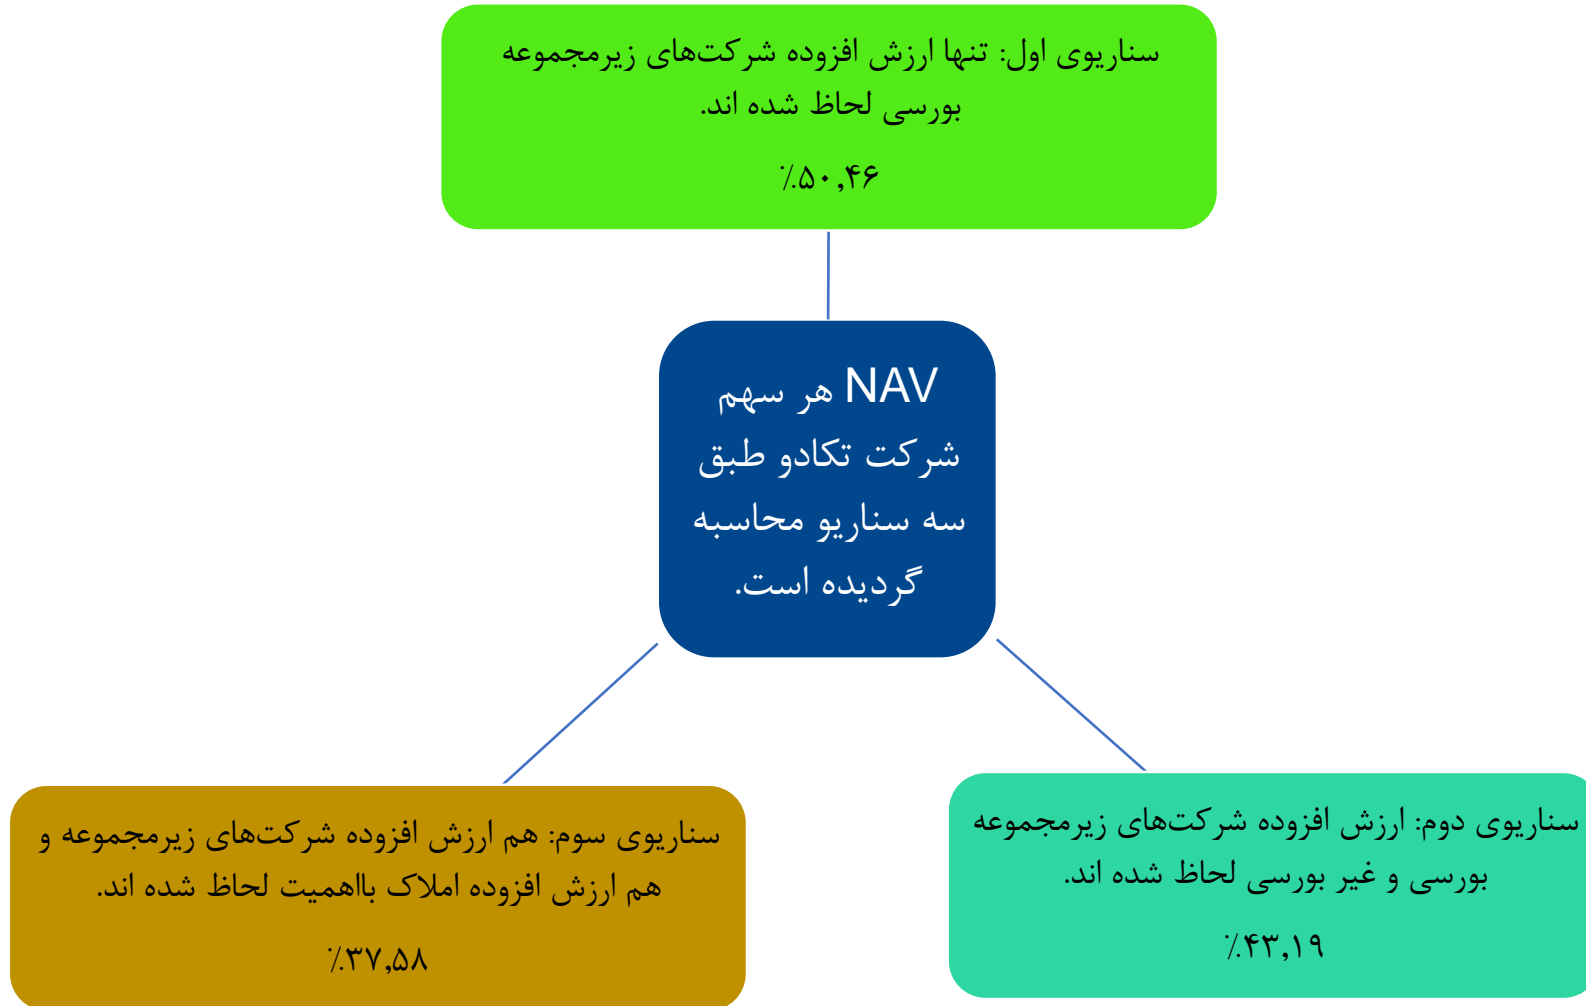 سناریوی اول: تنها ارزش افزوده شرکت‌های زیرمجموعه
بورسی لحاظ شده اند.
٪۵۰,۴۶
NAV هر سهم
شرکت تکادو طبق
سه سناریو محاسبه
گردیده است.
سناریوی دوم: ارزش افزوده شرکت‌های زیرمجموعه
بورسی و غیر بورسی لحاظ شده اند.
٪۴۳,۱۹
سناریوی سوم: هم ارزش افزوده شرکت‌های زیرمجموعه و
هم ارزش افزوده املاک بااهمیت لحاظ شده اند.
٪۳۷,۵۸